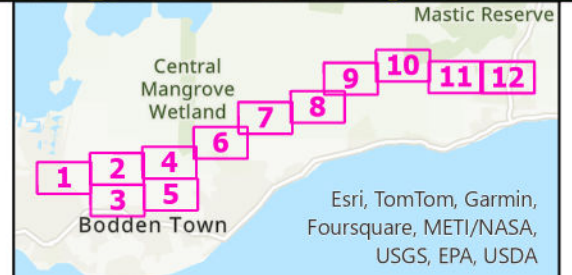 Mastic Reserve
Central
Mangrove
Wetland
10
9
11 12
8
7
6
4
2
1
5
3
Bodden Town
Esri, TomTom, Garmin,
Foursquare, METI/NASA,
USGS, EPA, USDA